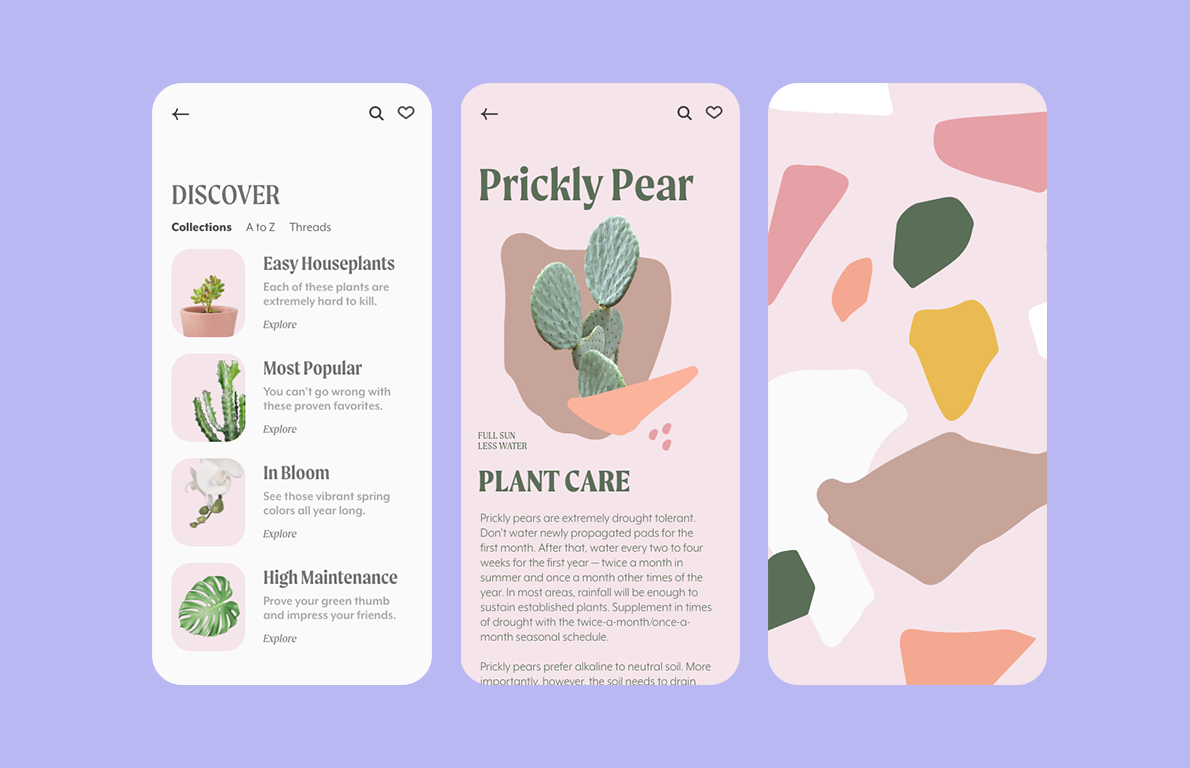 DISCOVER
Collections A to Z Threads
Easy Houseplants
Each of these plants are
extremely hard to kill.
Explore
Most Popular
You can't go wrong with
these proven favorites.
Explore
In Bloom
See those vibrant spring
colors all year long.
Explore
High Maintenance
Prove your green thumb
and impress your friends.
Explore
Prickly Pear
FULL SUN
LESS WATER
PLANT CARE
Prickly pears are extremely drought tolerant.
Don't water newly propagated pads for the
first month. After that, water every two to four
weeks for the first year — twice a month in
summer and once a month other times of the
year. In most areas, rainfall will be enough to
sustain established plants. Supplement in times
of drought with the twice-a-month/once-a-
month seasonal schedule.
Prickly pears prefer alkaline to neutral soil. More
importantly, however, the soil needs to drain